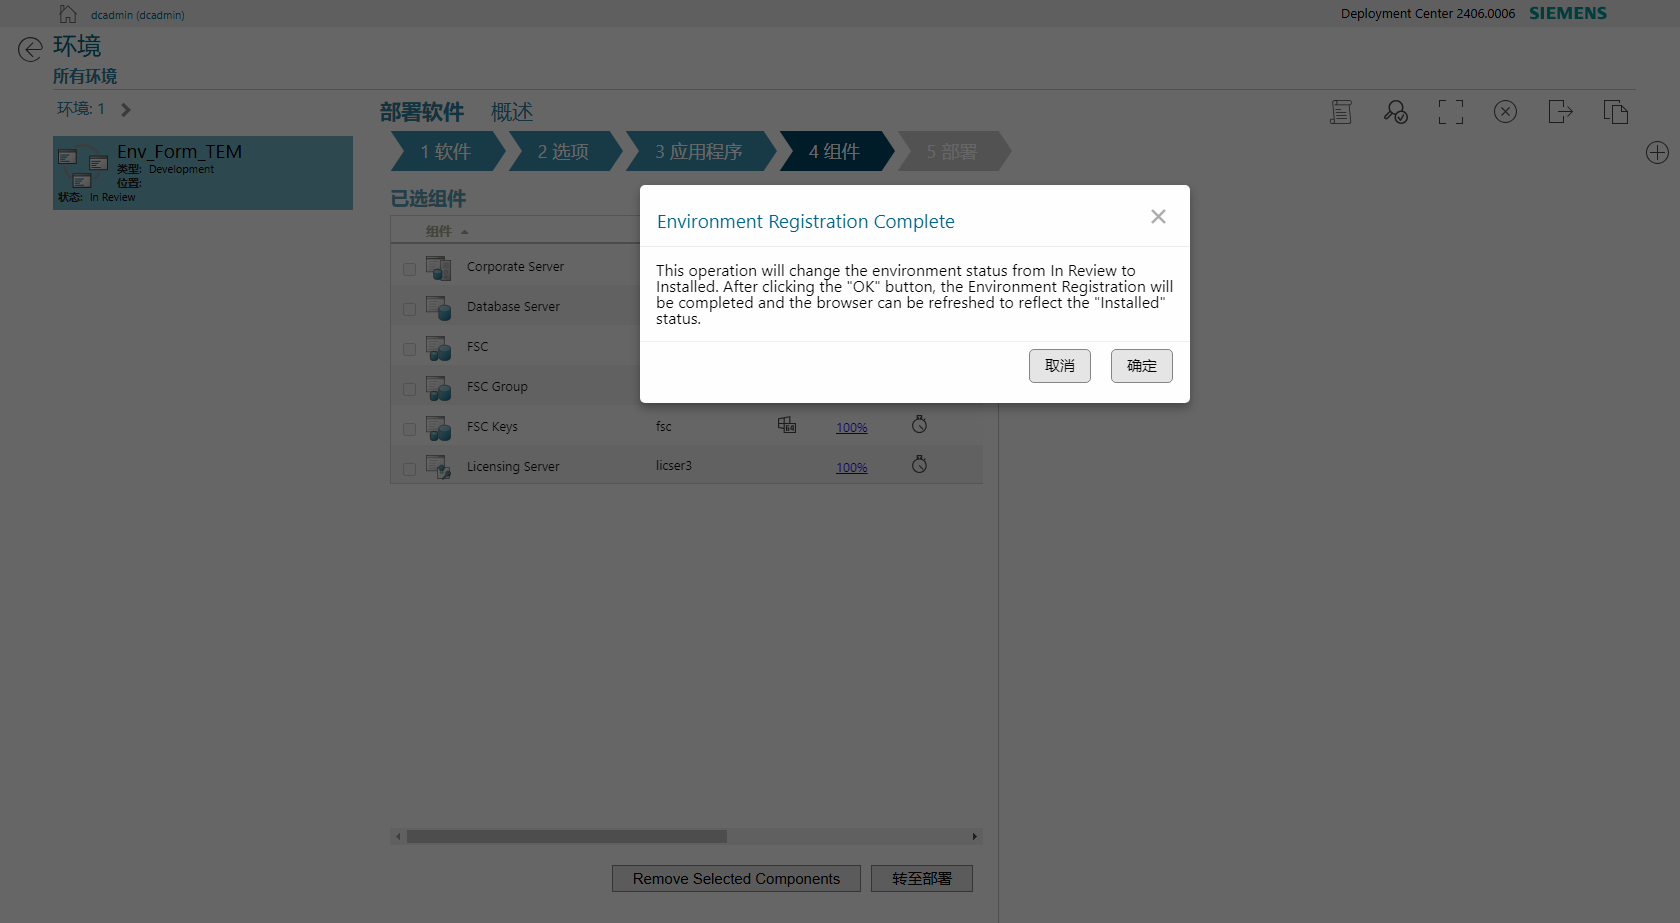 dcadmin (dcadmin)
Deployment Center 2406.0006 SIEMENS
环境
所有环境
环境: 1
部署软件 概述
Env_Form_TEM
类型: Development
位置:
状态: In Review
1 软件 2 选项 3 应用程序 4 组件 5 部署
已选组件
组件
Corporate Server
Database Server
FSC
FSC Group
FSC Keys fsc 64 100%
Licensing Server licser3 100%
Environment Registration Complete
This operation will change the environment status from In Review to
Installed. After clicking the "OK" button, the Environment Registration will
be completed and the browser can be refreshed to reflect the "Installed"
status.
取消 确定
Remove Selected Components 转至部署